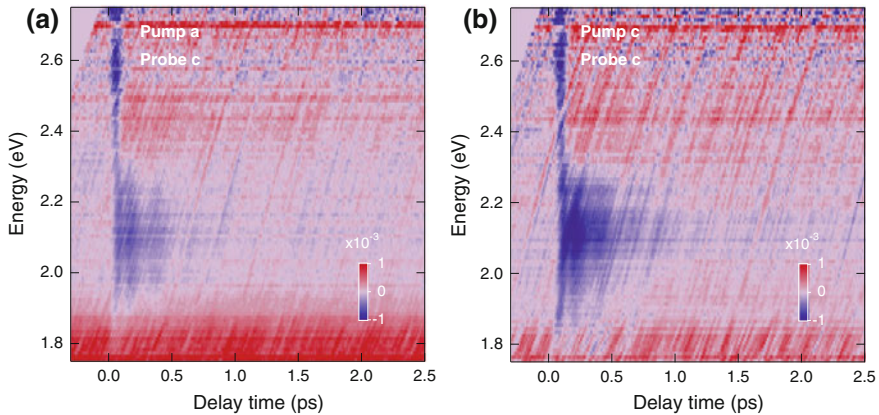 (a)
Pump a
Probe c
Energy (eV)
2.6
2.4
2.2
2.0
1.8
x10-3
1
0
-1
0.0 0.5 1.0 1.5 2.0 2.5
Delay time (ps)
(b)
Pump c
Probe c
Energy (eV)
2.6
2.4
2.2
2.0
1.8
x10-3
1
0
-1
0.0 0.5 1.0 1.5 2.0 2.5
Delay time (ps)